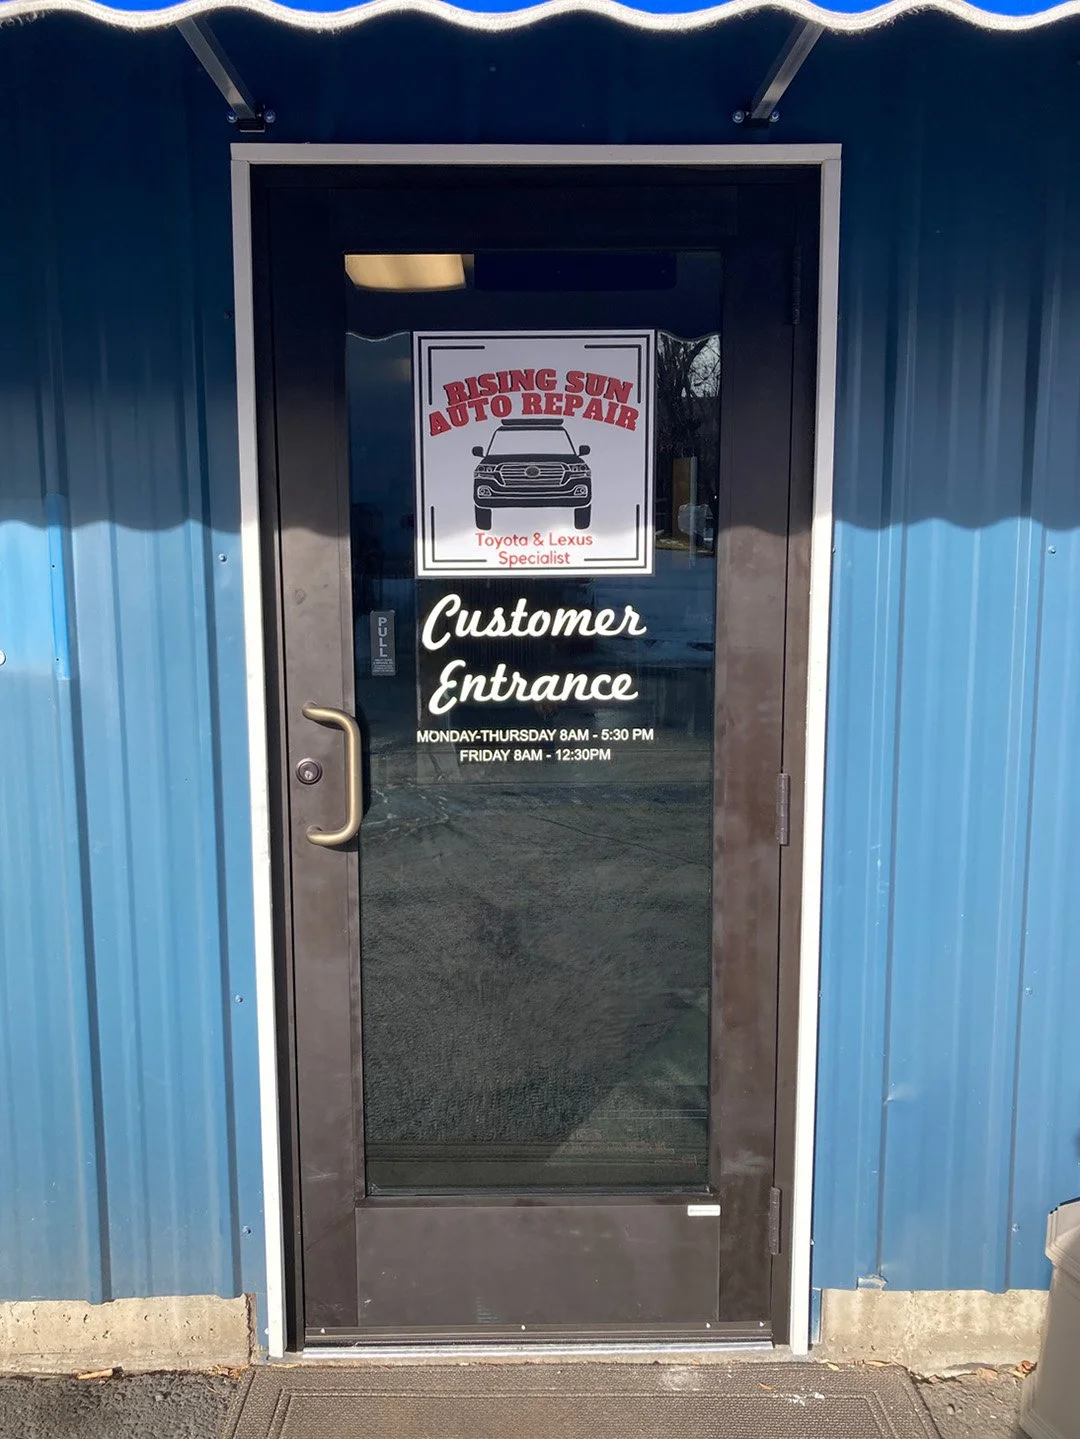 RISING SUN
AUTO REPAIR
Toyota & Lexus
Specialist
Customer
Entrance
PULL
MONDAY-THURSDAY 8AM - 5:30 PM
FRIDAY 8AM - 12:30PM